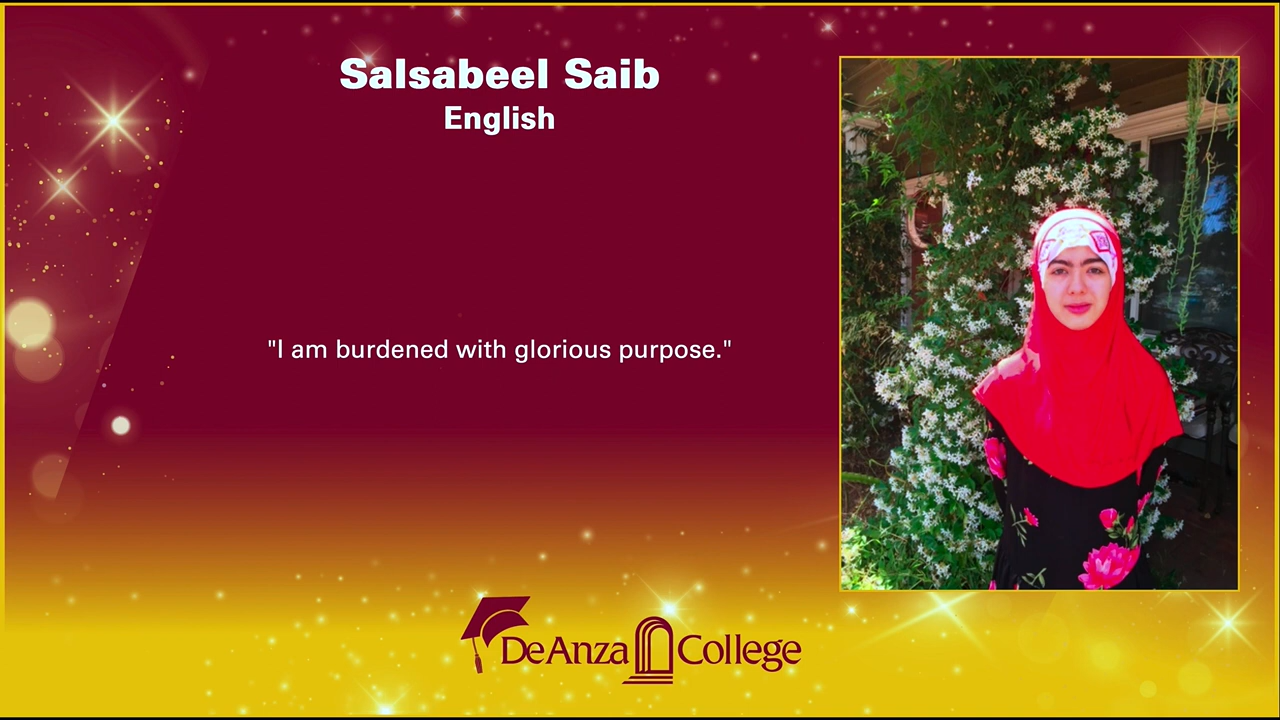 Salsabeel Saib
English
"I am burdened with glorious purpose."
DeAnza College